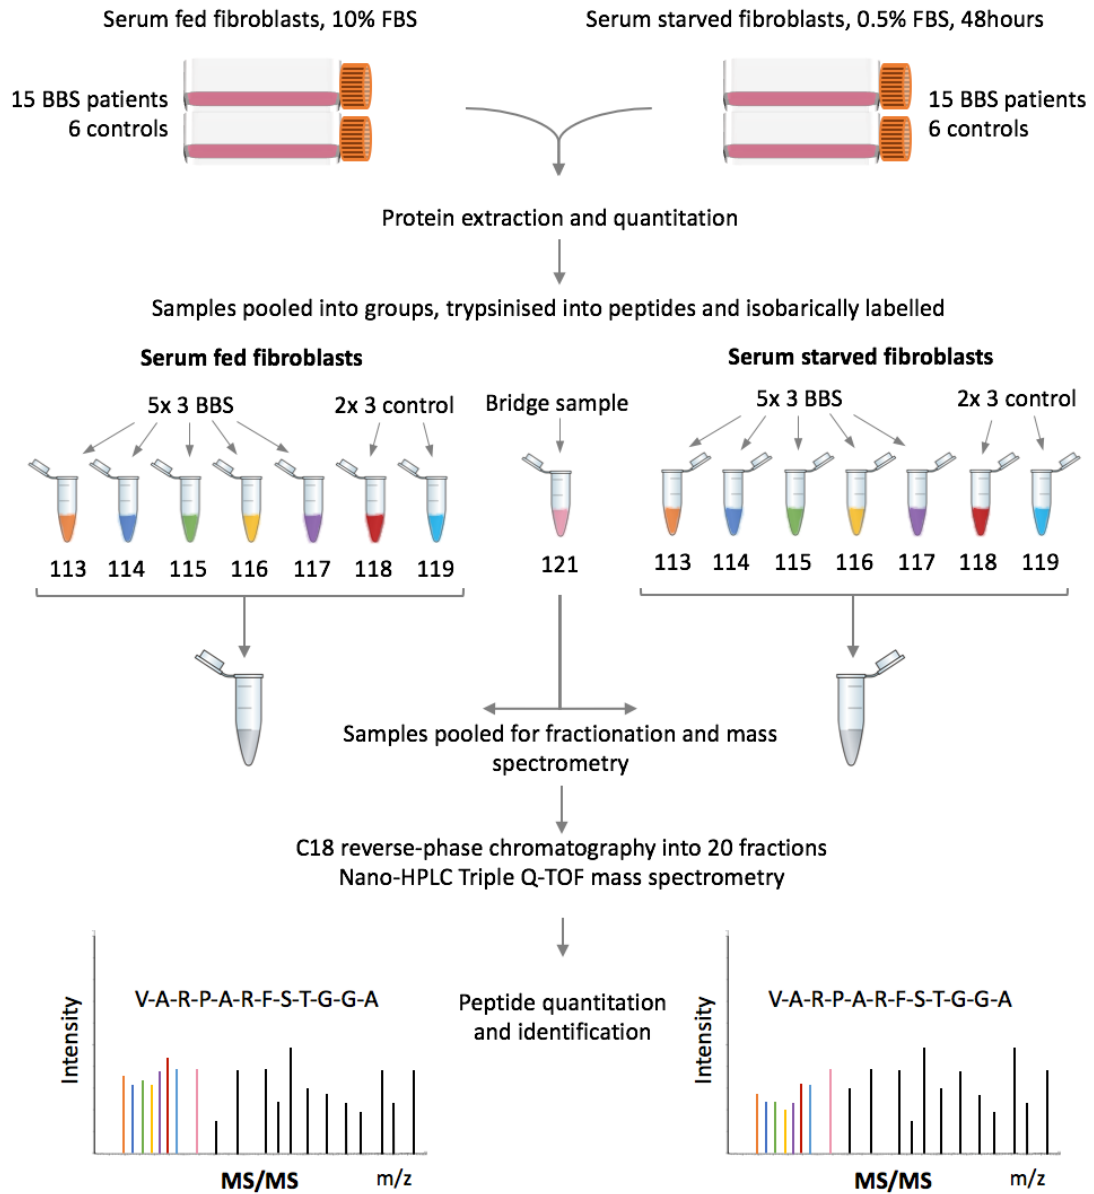 Serum fed fibroblasts, 10% FBS
Serum starved fibroblasts, 0.5% FBS, 48hours
15 BBS patients
6 controls
15 BBS patients
6 controls
Protein extraction and quantitation
Samples pooled into groups, trypsinised into peptides and isobarically labelled
Serum fed fibroblasts
Serum starved fibroblasts
5x 3 BBS
2x 3 control
Bridge sample
5x 3 BBS
2x 3 control
113 114 115 116 117 118 119
121
113 114 115 116 117 118 119
Samples pooled for fractionation and mass
spectrometry
C18 reverse-phase chromatography into 20 fractions
Nano-HPLC Triple Q-TOF mass spectrometry
Intensity
V-A-R-P-A-R-F-S-T-G-G-A
MS/MS
m/z
Peptide quantitation
and identification
Intensity
V-A-R-P-A-R-F-S-T-G-G-A
MS/MS
m/z